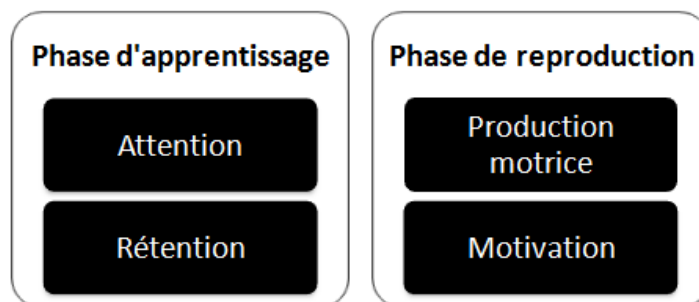 Phase d'apprentissage
Attention
Rétention
Phase de reproduction
Production
motrice
Motivation